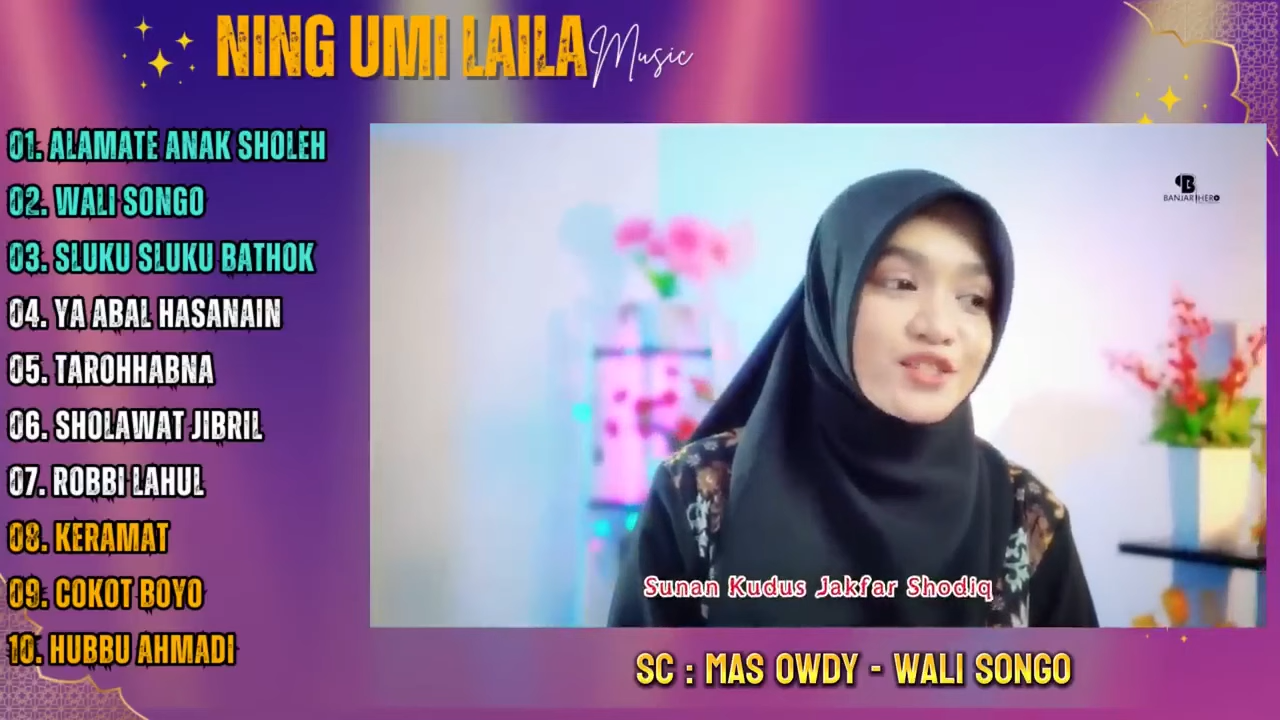 NING UMI LAILA Music
01. ALAMATE ANAK SHOLEH
02. WALI SONGO
03. SLUKU SLUKU BATHOK
04. YA ABAL HASANAIN
05. TAROHHABNA
06. SHOLAWAT JIBRIL
07. ROBBI LAHUL
08. KERAMAT
09. COKOT BOYO
10. HUBBU AHMADI
BANJAR HERO
Sunan Kudus Jakfar Shodiq
SC : MAS OWDY - WALI SONGO